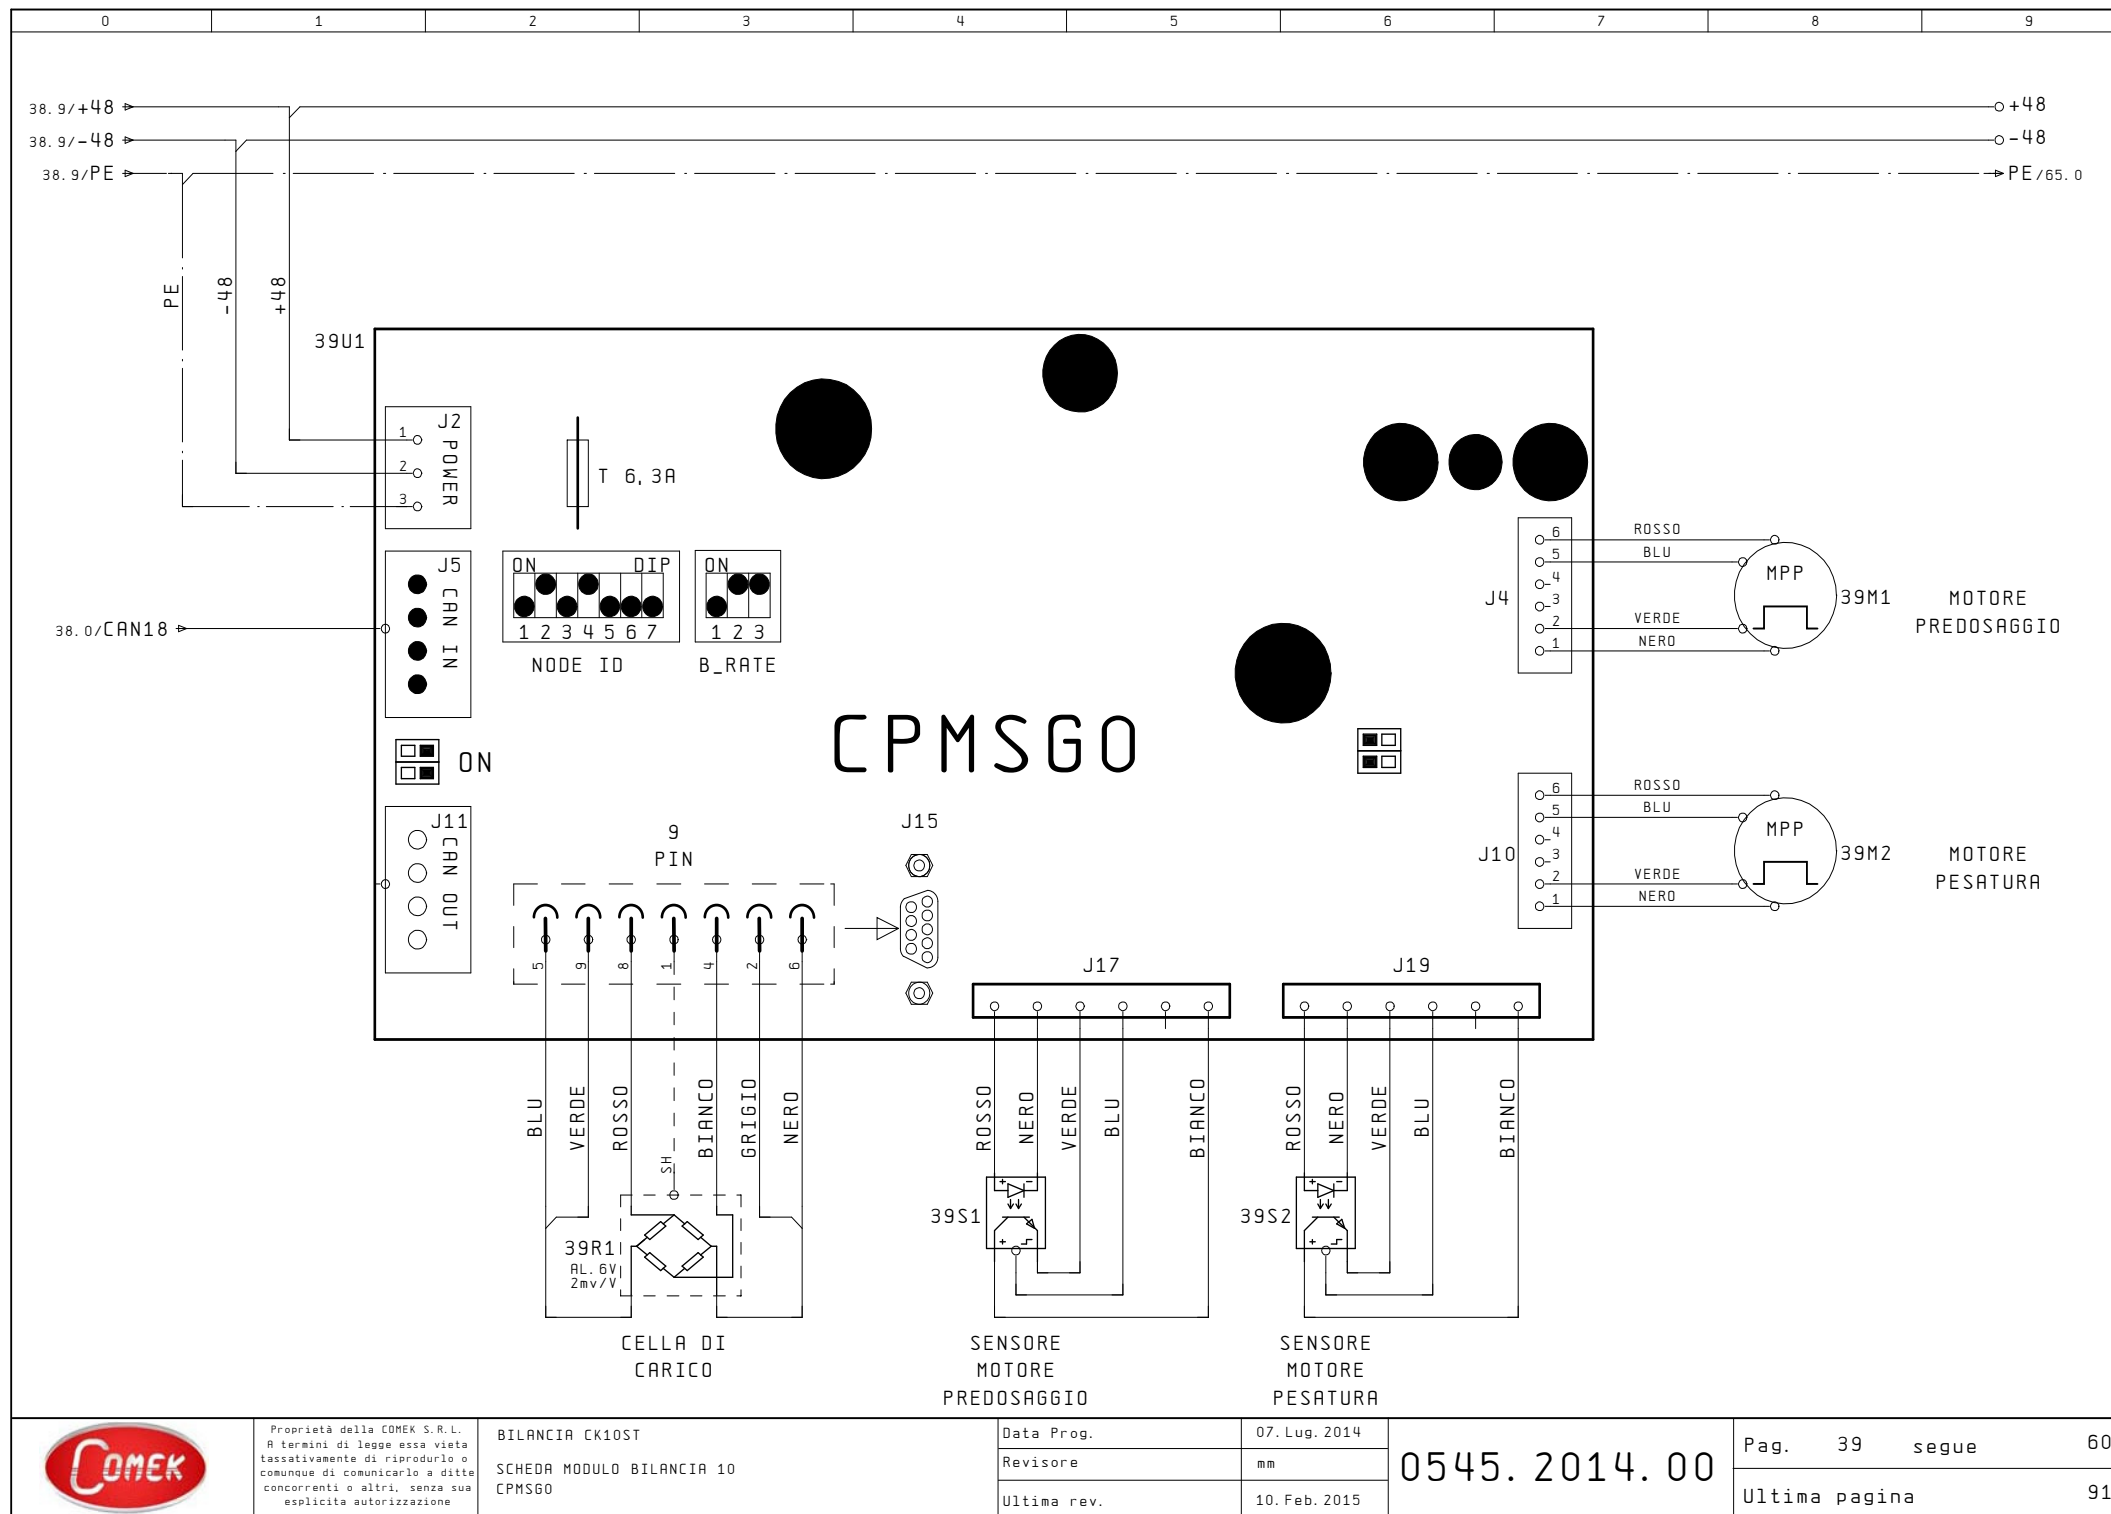 0 1 2 3 4 5 6 7 8 9
38.9/+48
+48
38.9/-48
-48
38.9/PE
PE/65.0
PE
-48
+48
39U1
J2
POWER
1
2
3
T 6,3A
J5
CAN IN
38.0/CAN18
ON DIP
1 2 3 4 5 6 7
NODE ID
ON
1 2 3
B_RATE
J4
6
5
4
3
2
1
ROSSO
BLU
VERDE
NERO
MPP
39M1
MOTORE
PREDOSAGGIO
CPMSGO
ON
J11
CAN OUT
9
PIN
J15
J10
6
5
4
3
2
1
ROSSO
BLU
VERDE
NERO
MPP
39M2
MOTORE
PESATURA
5 9 8 1 4 2 6
J17
J19
BLU
VERDE
ROSSO
SH
BIANCO
GRIGIO
NERO
ROSSO
NERO
VERDE
BLU
BIANCO
ROSSO
NERO
VERDE
BLU
BIANCO
39R1
AL.6V
2mv/V
39S1
+ -
+
39S2
+ -
+
CELLA DI
CARICO
SENSORE
MOTORE
PREDOSAGGIO
SENSORE
MOTORE
PESATURA
COMEK
Proprietà della COMEK S.R.L.
A termini di legge essa vieta
tassativamente di riprodurlo o
comunque di comunicarlo a ditte
concorrenti o altri, senza sua
esplicita autorizzazione
BILANCIA CK10ST
SCHEDA MODULO BILANCIA 10
CPMSGO
Data Prog. 07.Lug.2014
Revisore mm
Ultima rev. 10.Feb.2015
0545.2014.00
Pag. 39 segue 60
Ultima pagina 91